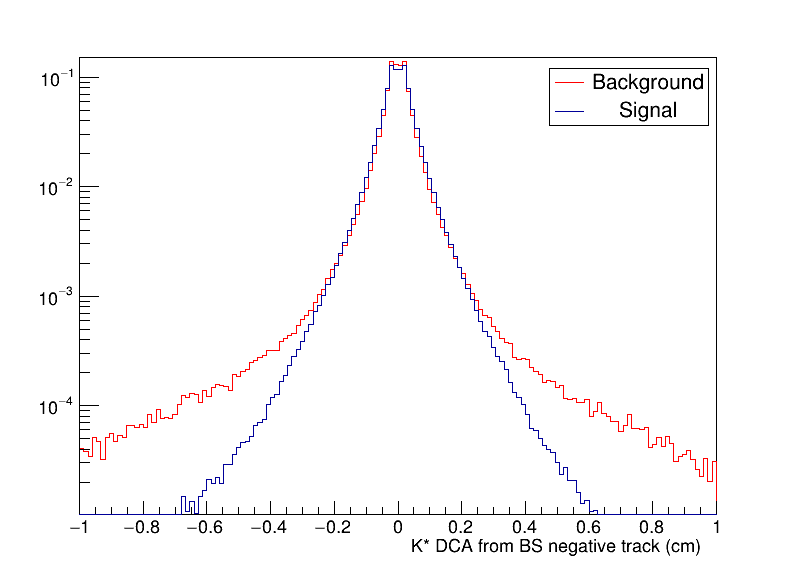 Background
Signal
10⁻¹
10⁻²
10⁻³
10⁻⁴
−1 −0.8 −0.6 −0.4 −0.2 0 0.2 0.4 0.6 0.8 1
K* DCA from BS negative track (cm)